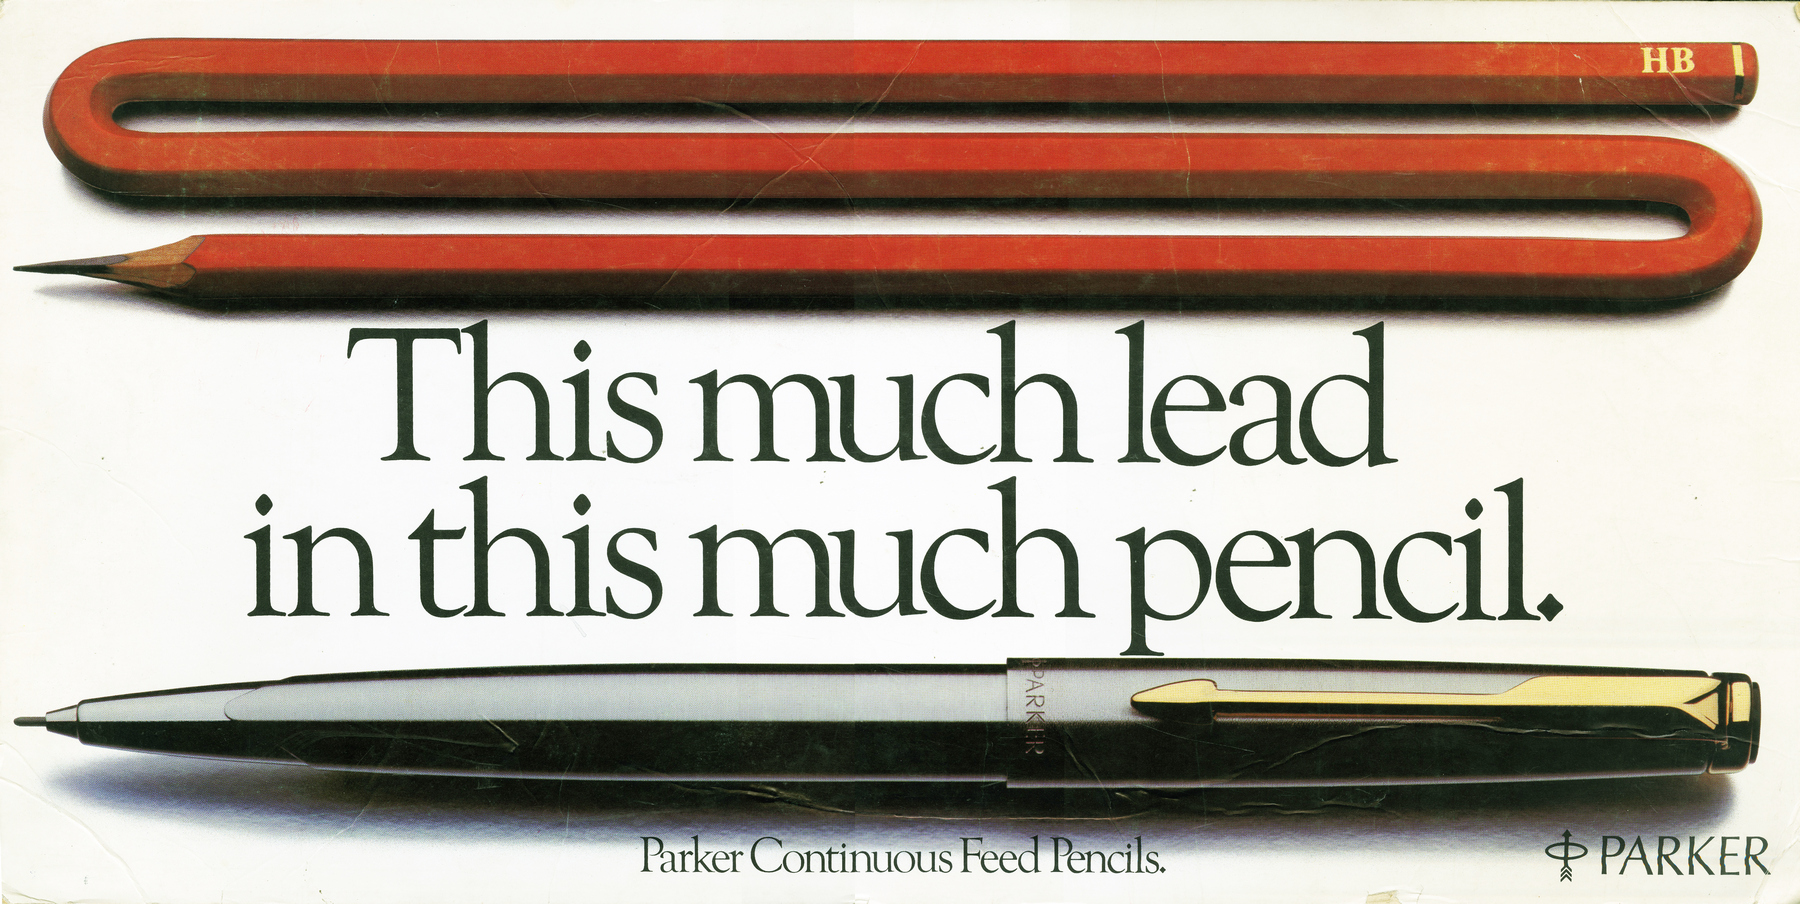 HB
This much lead
in this much pencil.
PARKER
Parker Continuous Feed Pencils.
PARKER